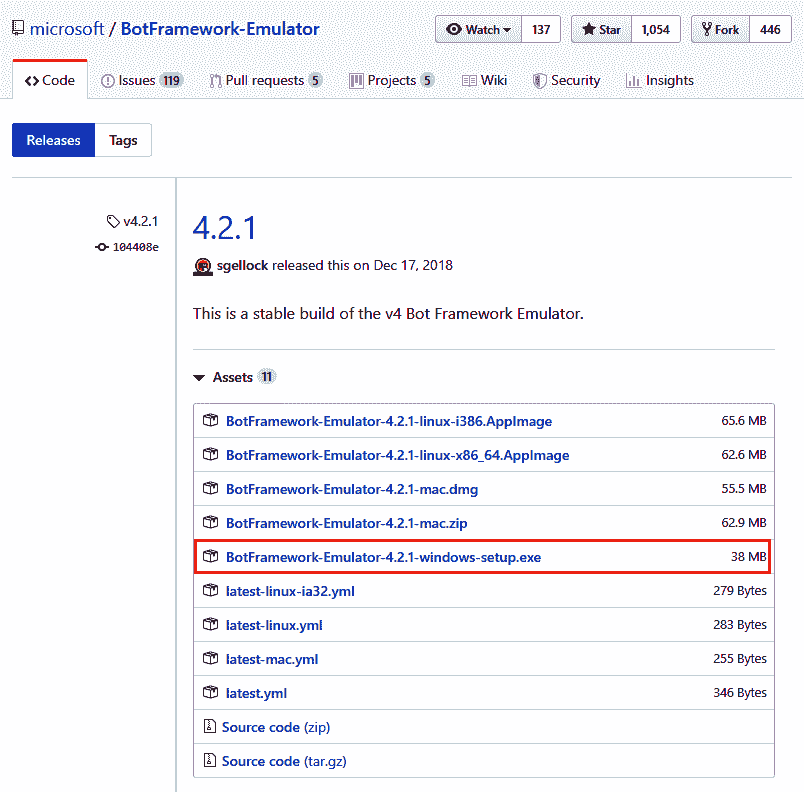 microsoft / BotFramework-Emulator Watch 137 Star 1,054 Fork 446
Code Issues 119 Pull requests 5 Projects 5 Wiki Security Insights
Releases Tags
v4.2.1
104408e
4.2.1
sgellock released this on Dec 17, 2018
This is a stable build of the v4 Bot Framework Emulator.
Assets 11
BotFramework-Emulator-4.2.1-linux-i386.AppImage 65.6 MB
BotFramework-Emulator-4.2.1-linux-x86_64.AppImage 62.6 MB
BotFramework-Emulator-4.2.1-mac.dmg 55.5 MB
BotFramework-Emulator-4.2.1-mac.zip 62.9 MB
BotFramework-Emulator-4.2.1-windows-setup.exe 38 MB
latest-linux-ia32.yml 279 Bytes
latest-linux.yml 283 Bytes
latest-mac.yml 255 Bytes
latest.yml 346 Bytes
Source code (zip)
Source code (tar.gz)